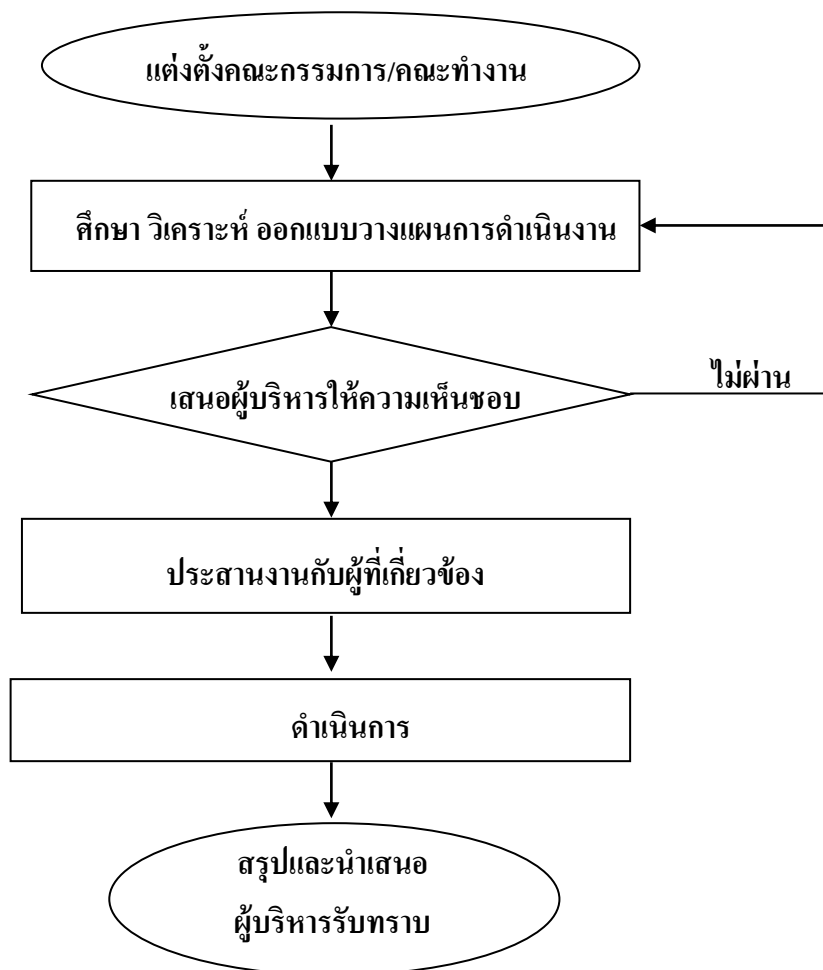 แต่งตั้งคณะกรรมการ/คณะทำงาน
ศึกษา วิเคราะห์ ออกแบบวางแผนการดำเนินงาน
เสนอผู้บริหารให้ความเห็นชอบ
ไม่ผ่าน
ประสานงานกับผู้ที่เกี่ยวข้อง
ดำเนินการ
สรุปและนำเสนอ
ผู้บริหารรับทราบ